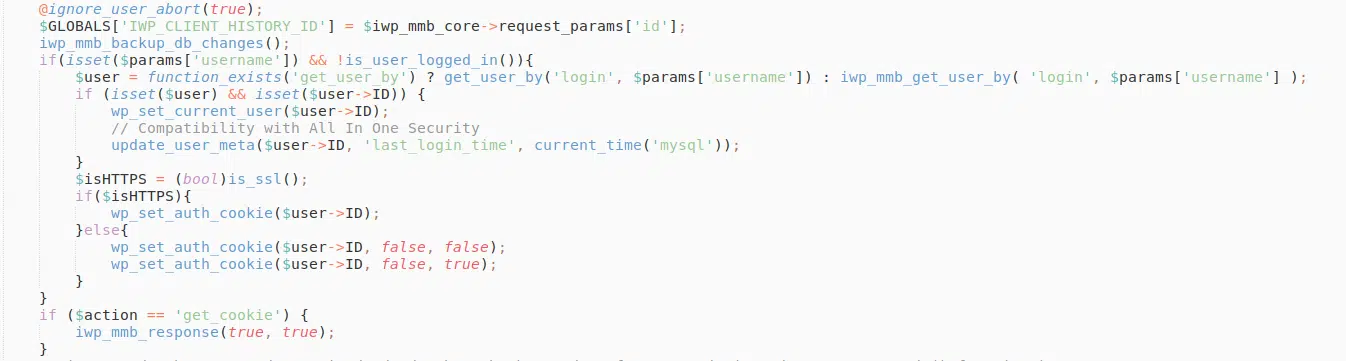 @ignore_user_abort(true);
$GLOBALS['IWP_CLIENT_HISTORY_ID'] = $iwp_mmb_core->request_params['id'];
iwp_mmb_backup_db_changes();
if(isset($params['username']) && !is_user_logged_in()){
    $user = function_exists('get_user_by') ? get_user_by('login', $params['username']) : iwp_mmb_get_user_by( 'login', $params['username'] );
    if (isset($user) && isset($user->ID)) {
        wp_set_current_user($user->ID);
        // Compatibility with All In One Security
        update_user_meta($user->ID, 'last_login_time', current_time('mysql'));
    }
    $isHTTPS = (bool)is_ssl();
    if($isHTTPS){
        wp_set_auth_cookie($user->ID);
    }else{
        wp_set_auth_cookie($user->ID, false, false);
        wp_set_auth_cookie($user->ID, false, true);
    }
}
if ($action == 'get_cookie') {
    iwp_mmb_response(true, true);
}